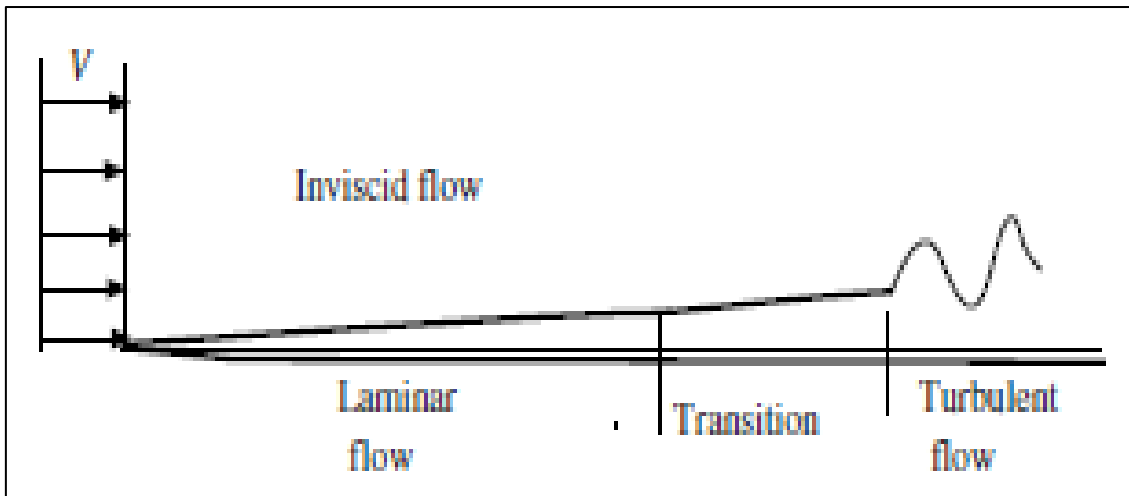 V
Inviscid flow
Laminar
flow
Transition
Turbulent
flow